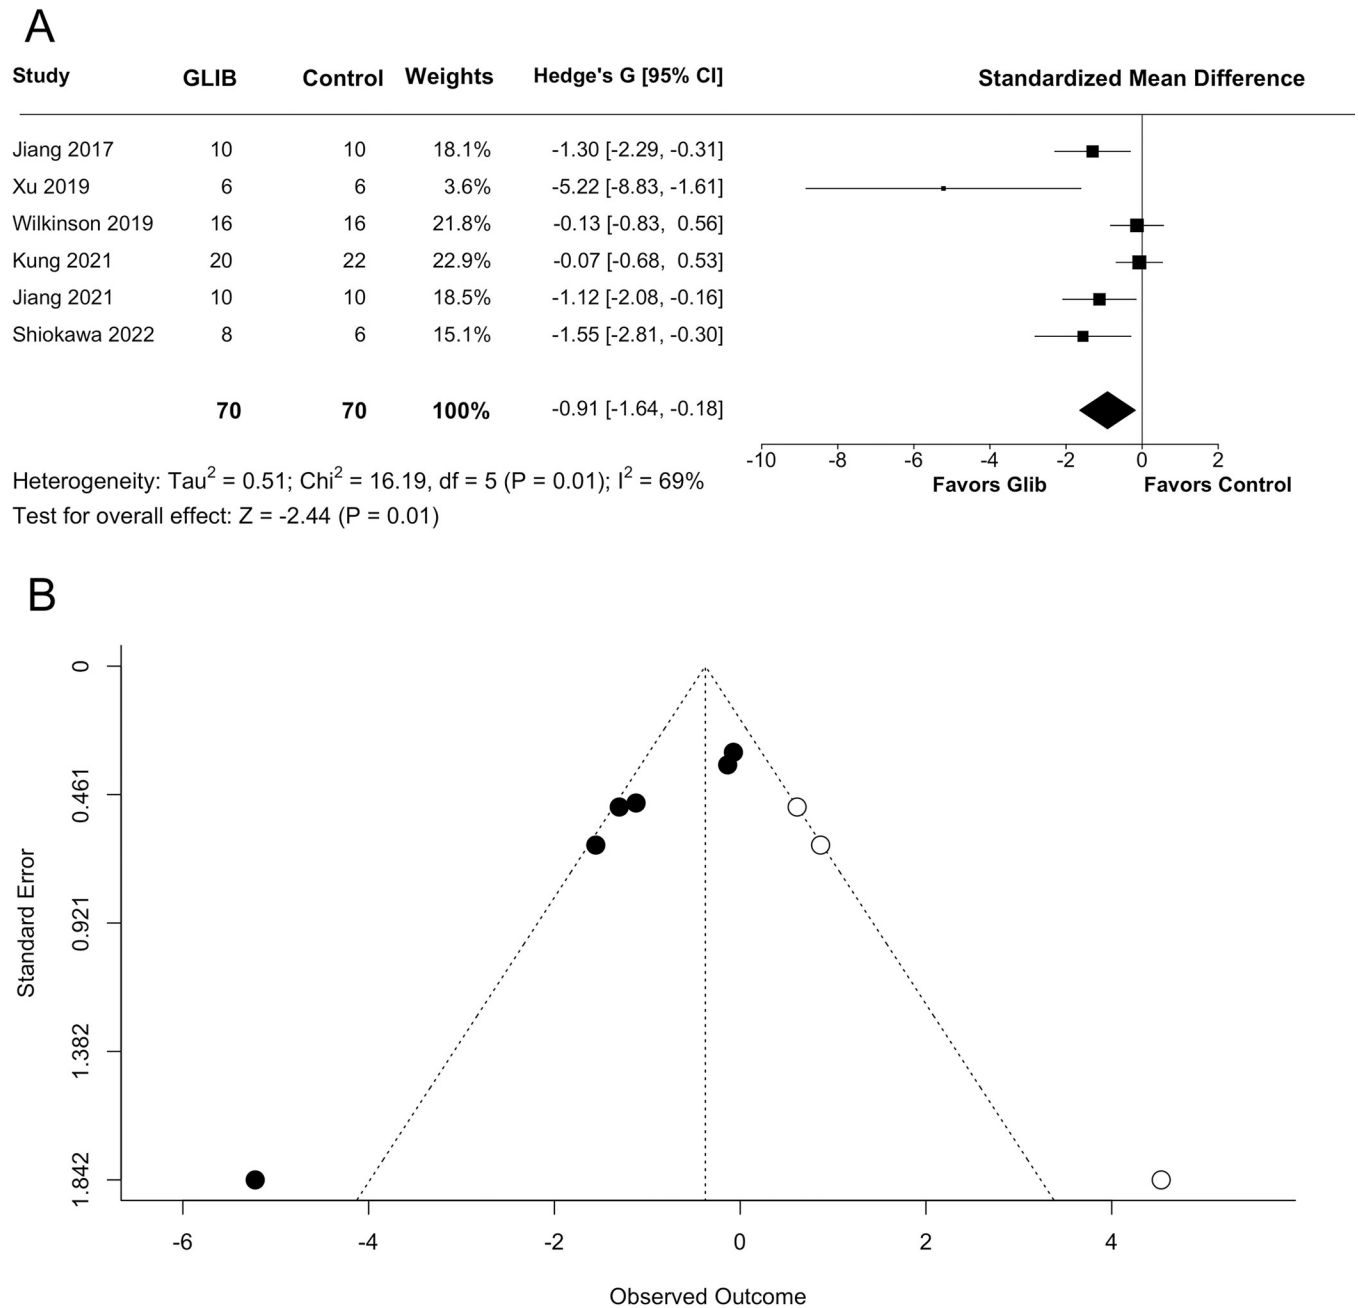 A
Study GLIB Control Weights Hedge's G [95% CI] Standardized Mean Difference
Jiang 2017 10 10 18.1% -1.30 [-2.29, -0.31]
Xu 2019 6 6 3.6% -5.22 [-8.83, -1.61]
Wilkinson 2019 16 16 21.8% -0.13 [-0.83, 0.56]
Kung 2021 20 22 22.9% -0.07 [-0.68, 0.53]
Jiang 2021 10 10 18.5% -1.12 [-2.08, -0.16]
Shiokawa 2022 8 6 15.1% -1.55 [-2.81, -0.30]
70 70 100% -0.91 [-1.64, -0.18]
-10 -8 -6 -4 -2 0 2
Heterogeneity: Tau² = 0.51; Chi² = 16.19, df = 5 (P = 0.01); I² = 69%
Favors Glib Favors Control
Test for overall effect: Z = -2.44 (P = 0.01)
B
Standard Error
0
0.461
0.921
1.382
1.842
-6 -4 -2 0 2 4
Observed Outcome